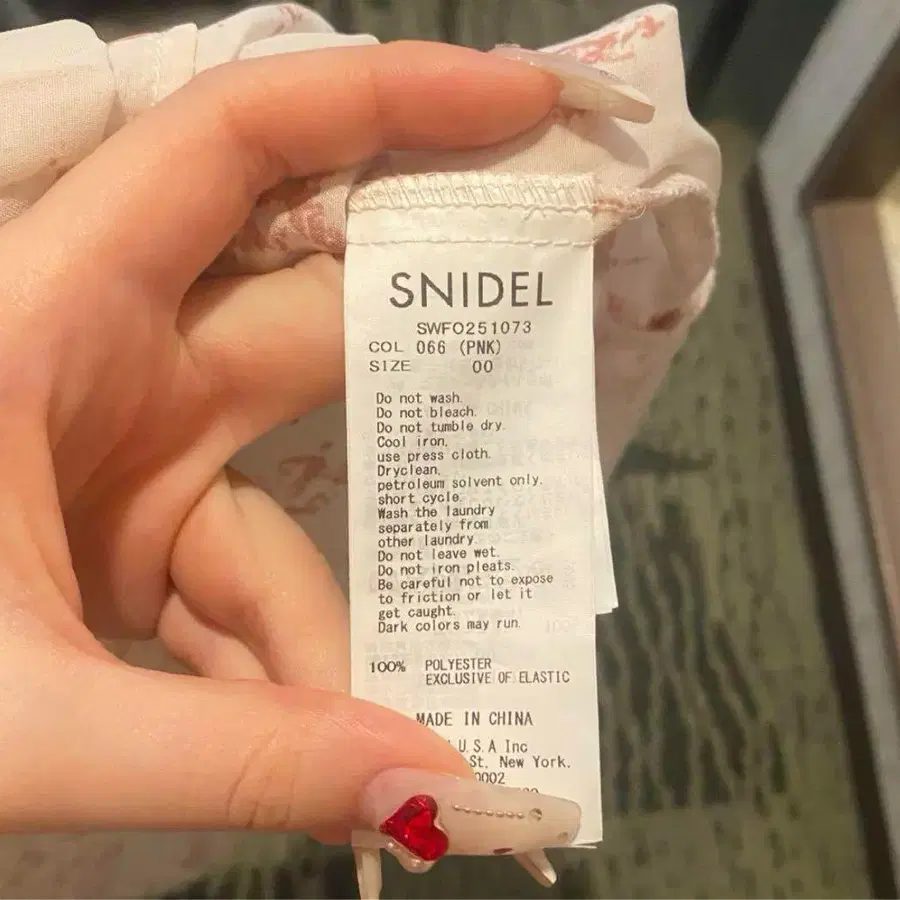 SNIDEL
SWFO251073
COL 066 (PNK)
SIZE 00
Do not wash.
Do not bleach.
Do not tumble dry.
Cool iron,
use press cloth.
Dryclean,
petroleum solvent only.
short cycle.
Wash the laundry
separately from
other laundry.
Do not leave wet.
Do not iron pleats.
Be careful not to expose
to friction or let it
get caught.
Dark colors may run.
100% POLYESTER
EXCLUSIVE OF ELASTIC
MADE IN CHINA
U.S.A Inc
St. New York.
0002